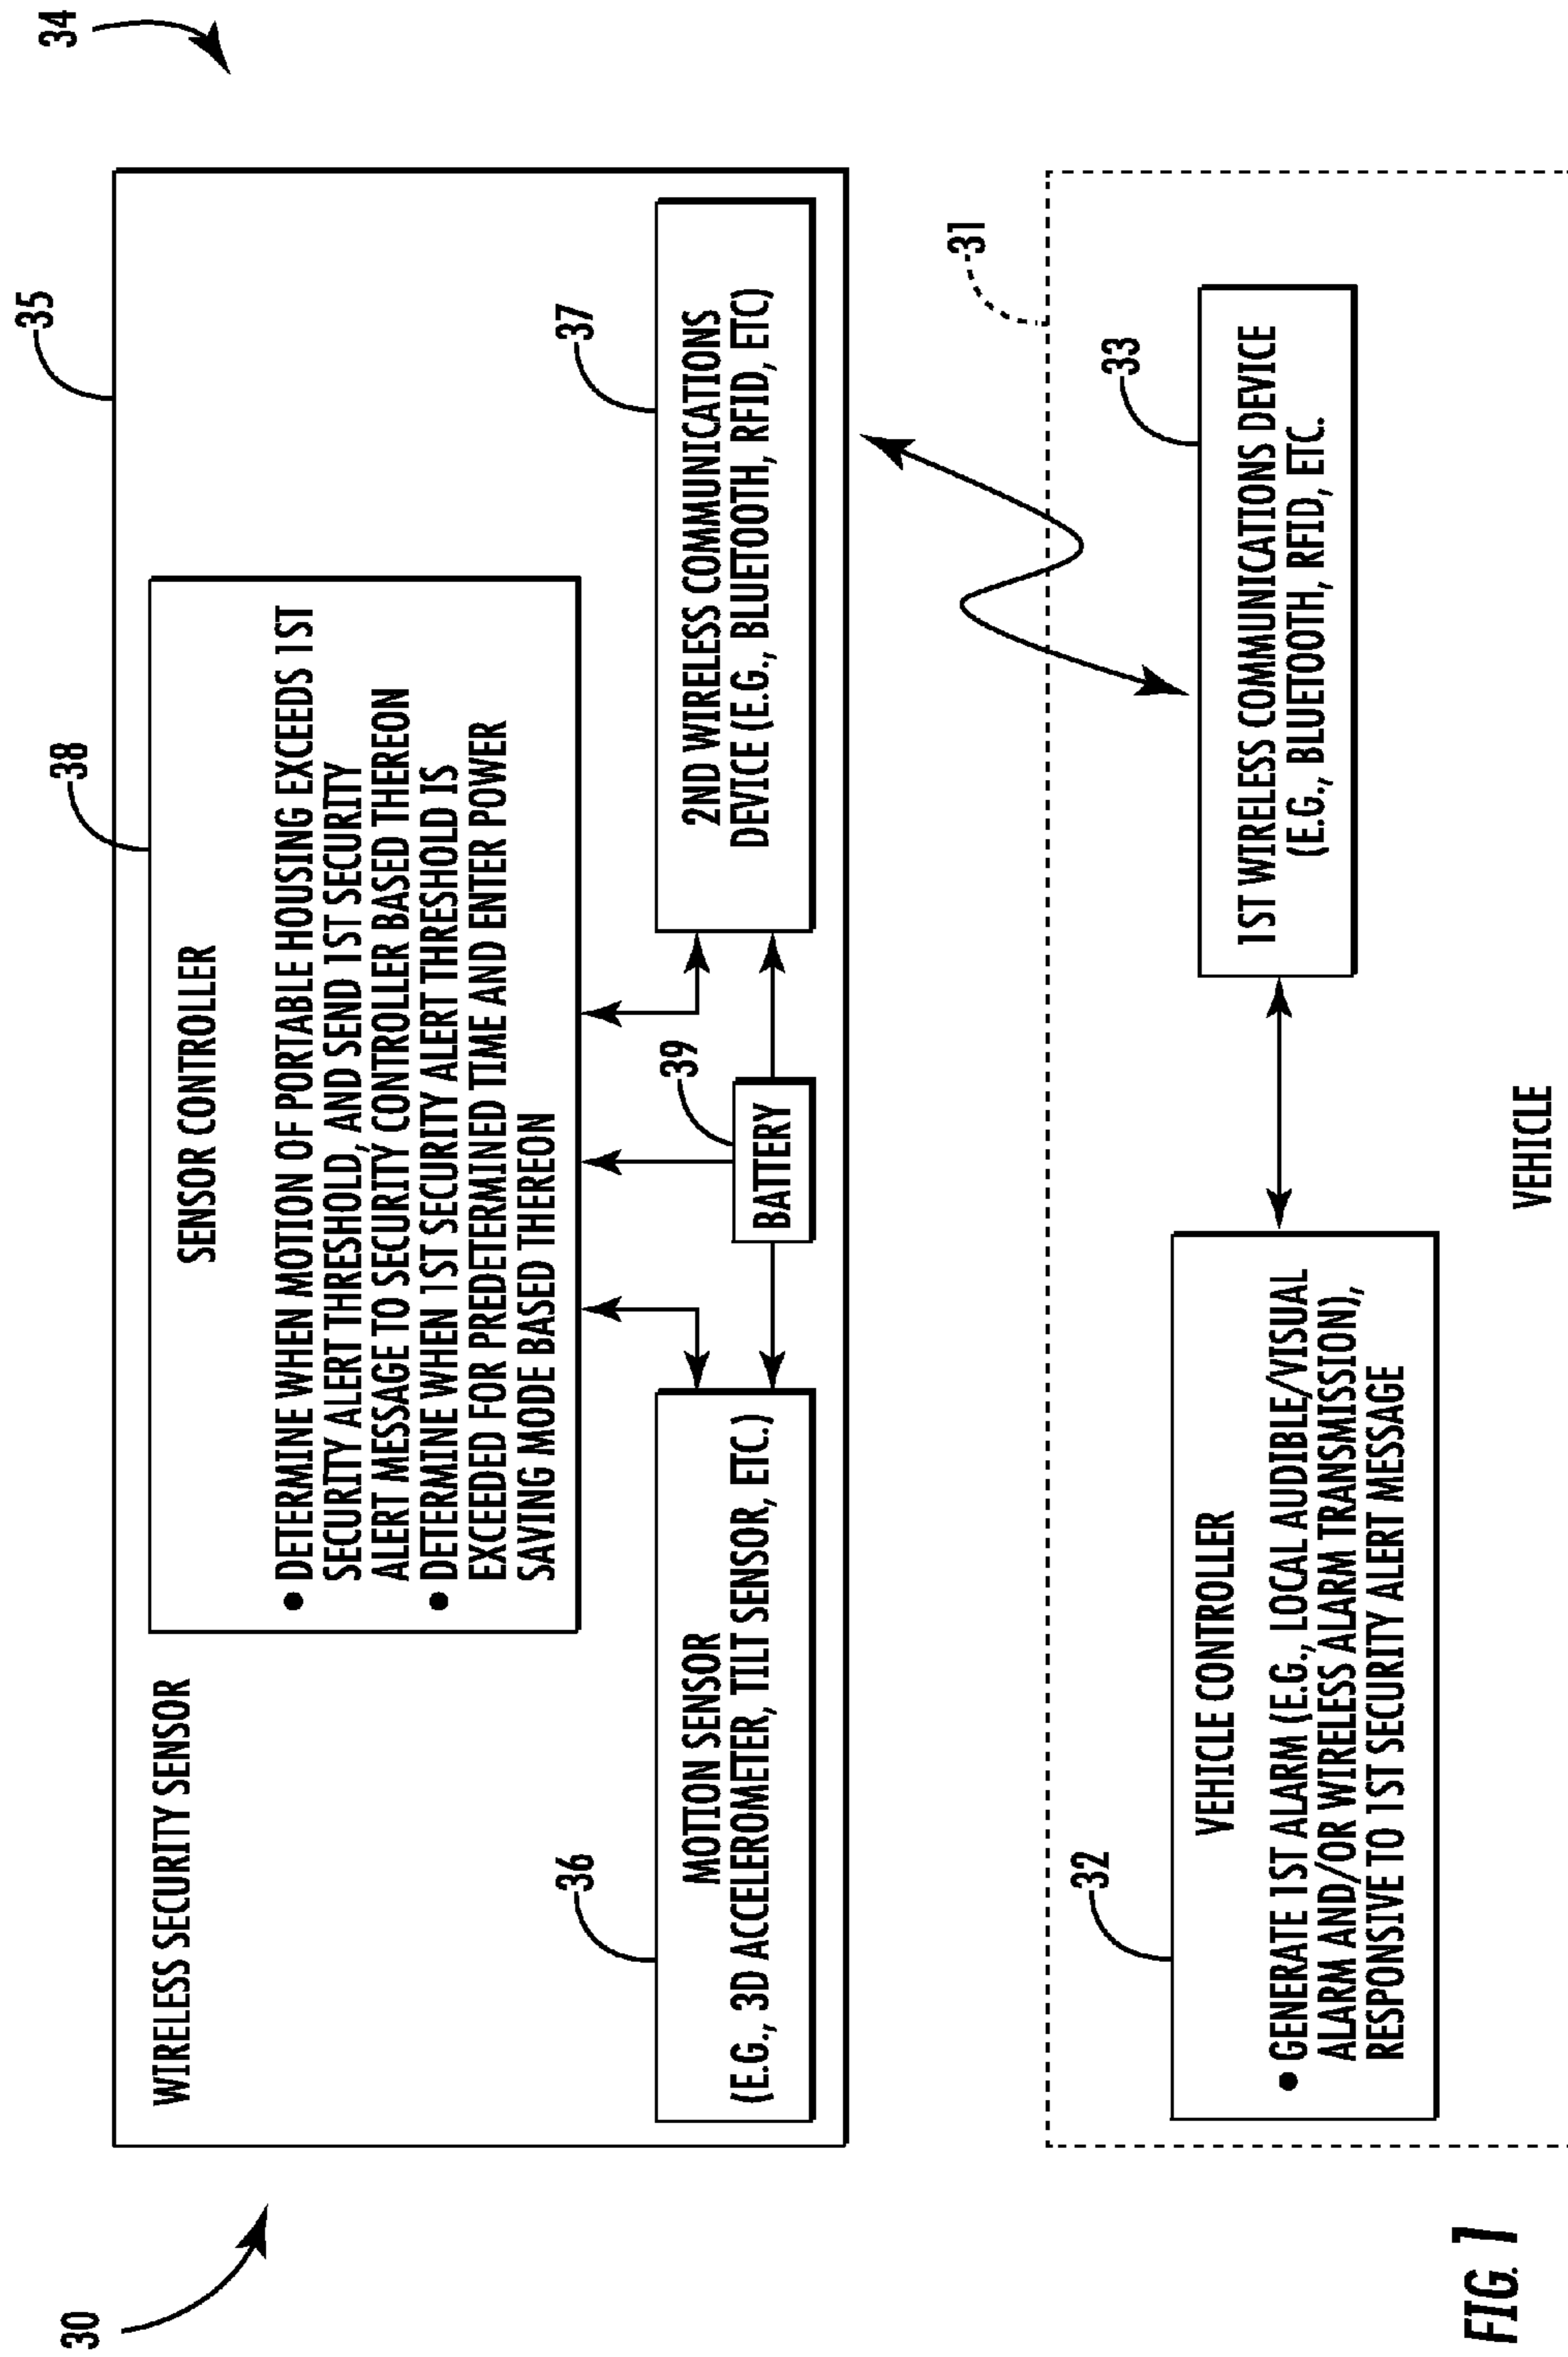 30
34
35
WIRELESS SECURITY SENSOR
38
SENSOR CONTROLLER
● DETERMINE WHEN MOTION OF PORTABLE HOUSING EXCEEDS 1ST
SECURITY ALERT THRESHOLD, AND SEND 1ST SECURITY
ALERT MESSAGE TO SECURITY CONTROLLER BASED THEREON
● DETERMINE WHEN 1ST SECURITY ALERT THRESHOLD IS
EXCEEDED FOR PREDETERMINED TIME AND ENTER POWER
SAVING MODE BASED THEREON
36
MOTION SENSOR
(E.G., 3D ACCELEROMETER, TILT SENSOR, ETC.)
39
BATTERY
37
2ND WIRELESS COMMUNICATIONS
DEVICE (E.G., BLUETOOTH, RFID, ETC)
31
32
VEHICLE CONTROLLER
● GENERATE 1ST ALARM (E.G., LOCAL AUDIBLE/VISUAL
ALARM AND/OR WIRELESS ALARM TRANSMISSION),
RESPONSIVE TO 1ST SECURITY ALERT MESSAGE
33
1ST WIRELESS COMMUNICATIONS DEVICE
(E.G., BLUETOOTH, RFID, ETC.
VEHICLE
FIG. 1